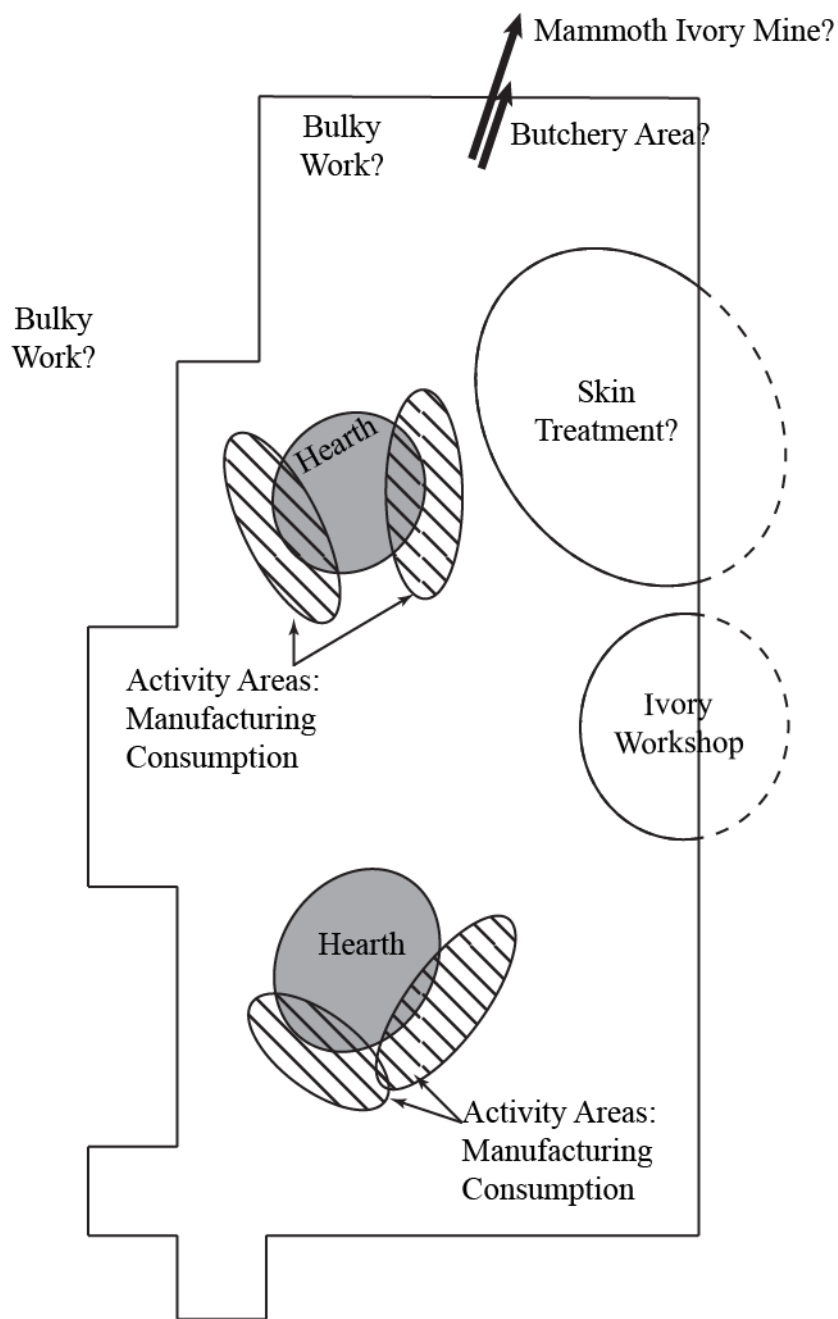 Mammoth Ivory Mine?
Butchery Area?
Bulky
Work?
Bulky
Work?
Skin
Treatment?
Hearth
Activity Areas:
Manufacturing
Consumption
Ivory
Workshop
Hearth
Activity Areas:
Manufacturing
Consumption